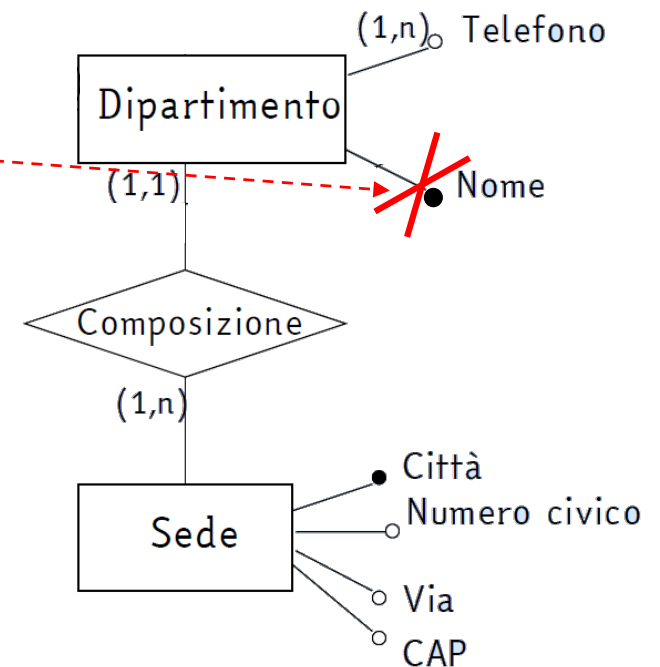 (1,n)
Telefono
Dipartimento
(1,1)
Nome
Composizione
(1,n)
Città
Numero civico
Sede
Via
CAP